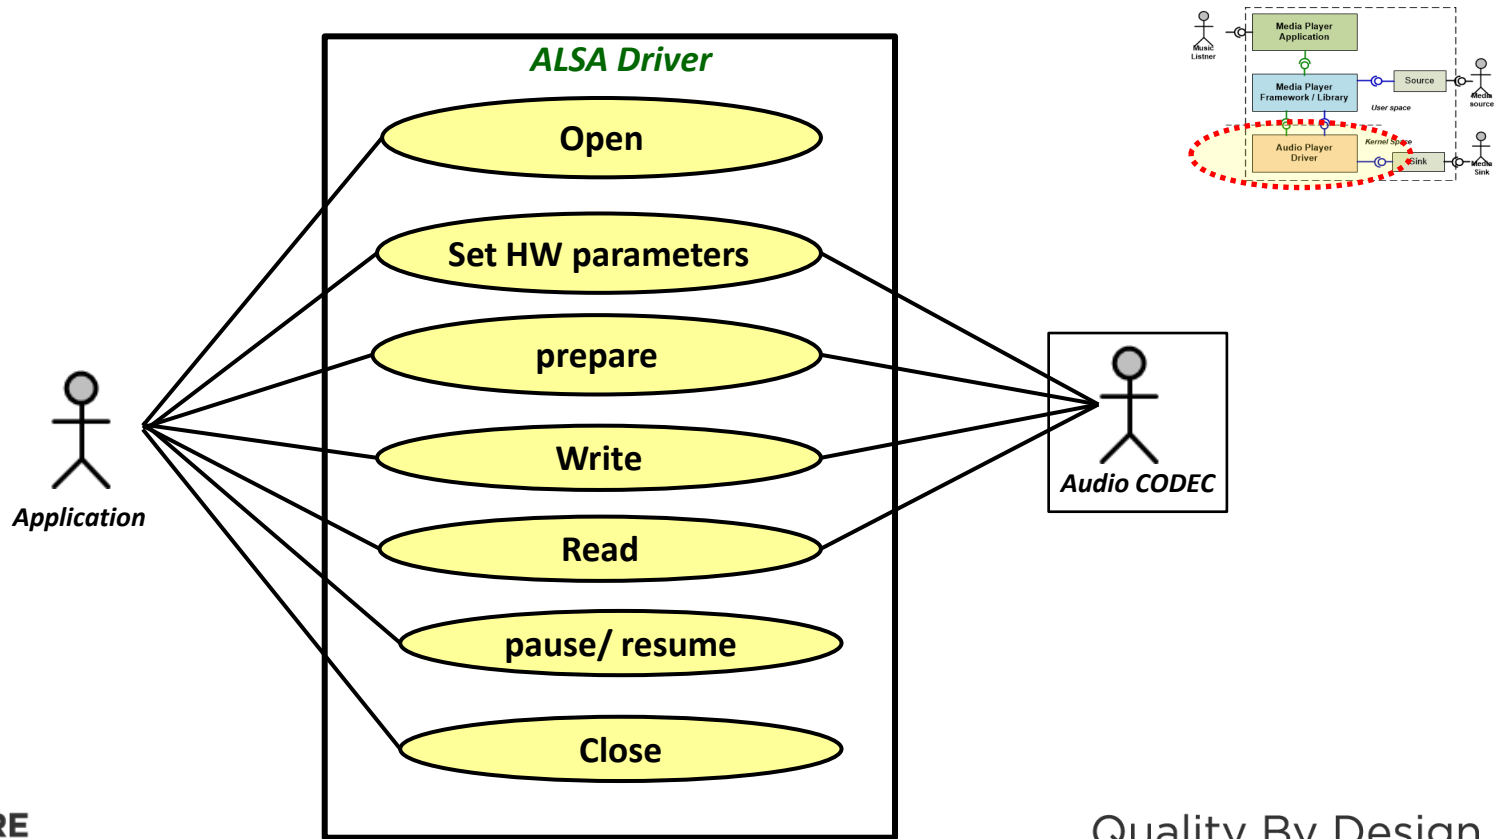 ALSA Driver
Open
Set HW parameters
prepare
Write
Read
pause/ resume
Close
Application
Audio CODEC
Music
Listner
Media Player
Application
Media Player
Framework / Library
Source
Media
source
User space
Kernel Space
Audio Player
Driver
Sink
Media
Sink
RE
Quality By Design